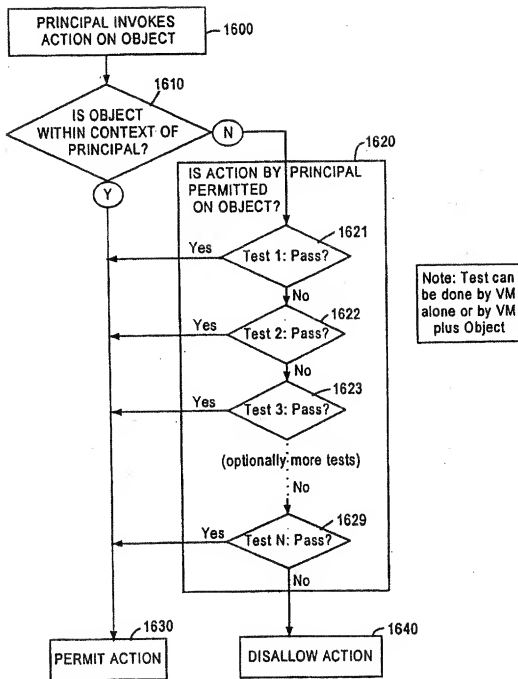 PRINCIPAL INVOKES
ACTION ON OBJECT
1600
1610
IS OBJECT
WITHIN CONTEXT OF
PRINCIPAL?
N
Y
1620
IS ACTION BY PRINCIPAL
PERMITTED
ON OBJECT?
1621
Yes
Test 1: Pass?
No
1622
Yes
Test 2: Pass?
No
1623
Yes
Test 3: Pass?
(optionally more tests)
No
1629
Yes
Test N: Pass?
No
Note: Test can
be done by VM
alone or by VM
plus Object
1630
PERMIT ACTION
1640
DISALLOW ACTION